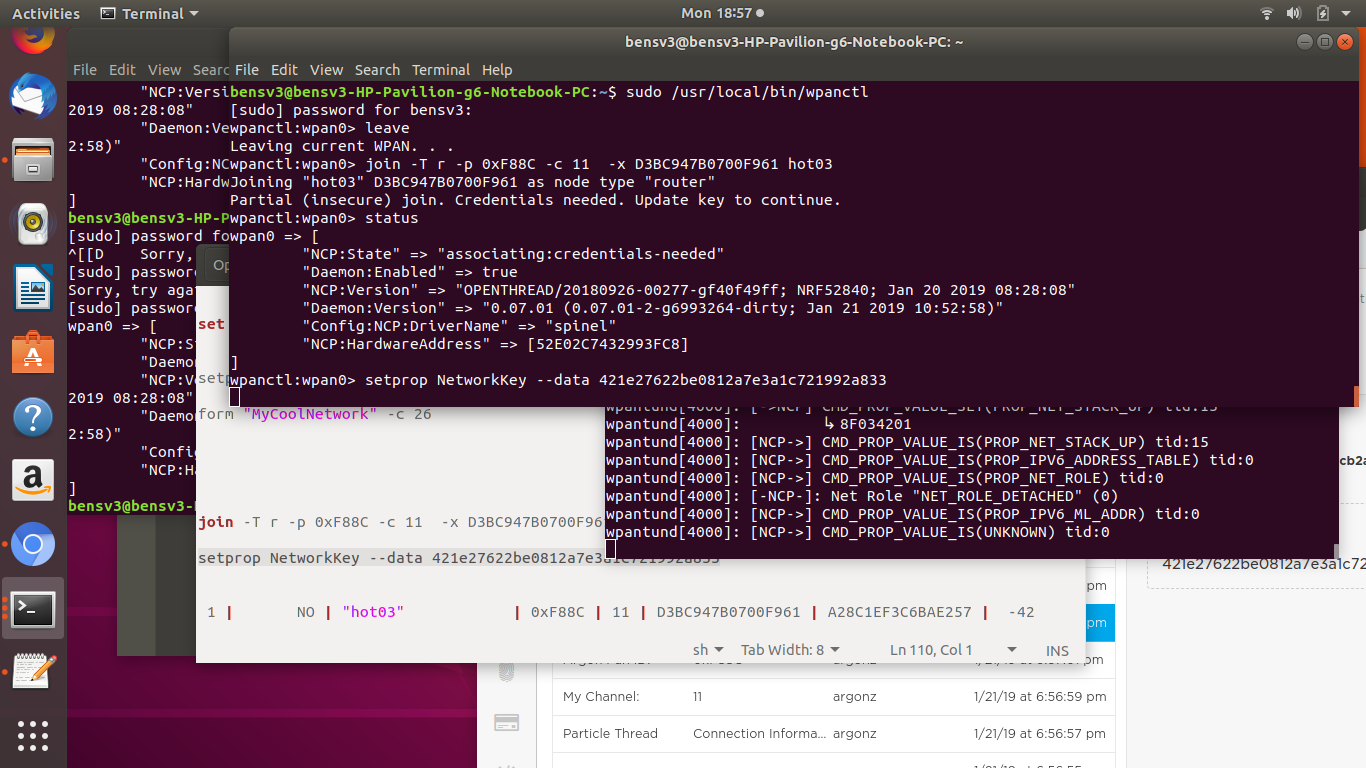 Activities Terminal Mon 18:57
bensv3@bensv3-HP-Pavilion-g6-Notebook-PC: ~
File Edit View Search
File Edit View Search Terminal Help
"NCP:Versi
2019 08:28:08"
"Daemon:Ve
2:58)"
"Config:NC
"NCP:Hardw
]
bensv3@bensv3-HP-P
[sudo] password fo
^[[D Sorry,
[sudo] passwor
Sorry, try aga
[sudo] passwor
wpan0 => [
"NCP:St
"Daemo
"NCP:Ve
2019 08:28:08"
"Daemo
2:58)"
"Confi
"NCP:Ha
]
bensv3@bensv3-
bensv3@bensv3-HP-Pavilion-g6-Notebook-PC:~$ sudo /usr/local/bin/wpanctl
[sudo] password for bensv3:
wpanctl:wpan0> leave
Leaving current WPAN. . .
wpanctl:wpan0> join -T r -p 0xF88C -c 11  -x D3BC947B0700F961 hot03
Joining "hot03" D3BC947B0700F961 as node type "router"
Partial (insecure) join. Credentials needed. Update key to continue.
wpanctl:wpan0> status
wpan0 => [
"NCP:State" => "associating:credentials-needed"
"Daemon:Enabled" => true
"NCP:Version" => "OPENTHREAD/20180926-00277-gf40f49ff; NRF52840; Jan 20 2019 08:28:08"
"Daemon:Version" => "0.07.01 (0.07.01-2-g6993264-dirty; Jan 21 2019 10:52:58)"
"Config:NCP:DriverName" => "spinel"
"NCP:HardwareAddress" => [52E02C7432993FC8]
]
wpanctl:wpan0> setprop NetworkKey --data 421e27622be0812a7e3a1c721992a833
Op
set
setp
form "MyCoolNetwork" -c 26
join -T r -p 0xF88C -c 11  -x D3BC947B0700F96
setprop NetworkKey --data 421e27622be0812a7e3a1c721992a833
1 | NO | "hot03" | 0xF88C | 11 | D3BC947B0700F961 | A28C1EF3C6BAE257 | -42
sh Tab Width: 8 Ln 110, Col 1 INS
wpantund[4000]: [->NCP] CMD_PROP_VALUE_SET(PROP_NET_STACK_UP) tid:15
wpantund[4000]: ↳ 8F034201
wpantund[4000]: [NCP->] CMD_PROP_VALUE_IS(PROP_NET_STACK_UP) tid:15
wpantund[4000]: [NCP->] CMD_PROP_VALUE_IS(PROP_IPV6_ADDRESS_TABLE) tid:0
wpantund[4000]: [NCP->] CMD_PROP_VALUE_IS(PROP_NET_ROLE) tid:0
wpantund[4000]: [-NCP-]: Net Role "NET_ROLE_DETACHED" (0)
wpantund[4000]: [NCP->] CMD_PROP_VALUE_IS(PROP_IPV6_ML_ADDR) tid:0
wpantund[4000]: [NCP->] CMD_PROP_VALUE_IS(UNKNOWN) tid:0
cb2a
421e27622be0812a7e3a1c72
pm
pm
argonz
My Channel: 11 argonz 1/21/19 at 6:56:59 pm
Particle Thread Connection Informa... argonz 1/21/19 at 6:56:57 pm